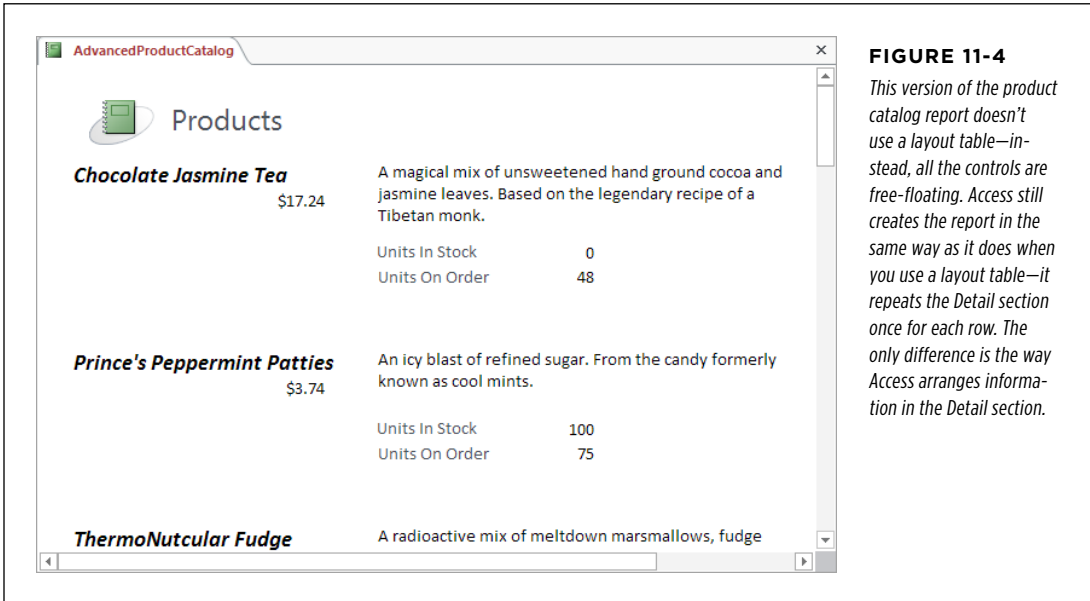 AdvancedProductCatalog
Products
Chocolate Jasmine Tea
$17.24
A magical mix of unsweetened hand ground cocoa and
jasmine leaves. Based on the legendary recipe of a
Tibetan monk.
Units In Stock 0
Units On Order 48
Prince's Peppermint Patties
$3.74
An icy blast of refined sugar. From the candy formerly
known as cool mints.
Units In Stock 100
Units On Order 75
ThermoNutcular Fudge
A radioactive mix of meltdown marsmallows, fudge
FIGURE 11-4
This version of the product
catalog report doesn't
use a layout table—in-
stead, all the controls are
free-floating. Access still
creates the report in the
same way as it does when
you use a layout table—it
repeats the Detail section
once for each row. The
only difference is the way
Access arranges informa-
tion in the Detail section.